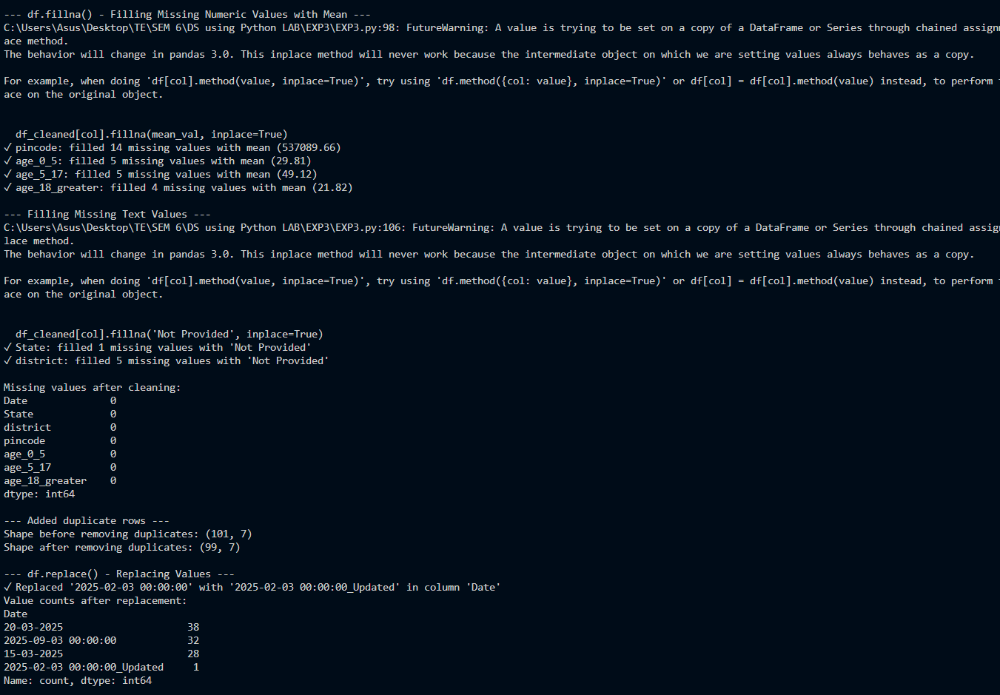 --- df.fillna() - Filling Missing Numeric Values with Mean ---
C:\Users\Asus\Desktop\TE\SEM 6\DS using Python LAB\EXP3\EXP3.py:98: FutureWarning: A value is trying to be set on a copy of a DataFrame or Series through chained assign
ace method.
The behavior will change in pandas 3.0. This inplace method will never work because the intermediate object on which we are setting values always behaves as a copy.
For example, when doing 'df[col].method(value, inplace=True)', try using 'df.method({col: value}, inplace=True)' or df[col] = df[col].method(value) instead, to perform
ace on the original object.
df_cleaned[col].fillna(mean_val, inplace=True)
✓ pincode: filled 14 missing values with mean (537089.66)
✓ age_0_5: filled 5 missing values with mean (29.81)
✓ age_5_17: filled 5 missing values with mean (49.12)
✓ age_18_greater: filled 4 missing values with mean (21.82)
--- Filling Missing Text Values ---
C:\Users\Asus\Desktop\TE\SEM 6\DS using Python LAB\EXP3\EXP3.py:106: FutureWarning: A value is trying to be set on a copy of a DataFrame or Series through chained assig
lace method.
The behavior will change in pandas 3.0. This inplace method will never work because the intermediate object on which we are setting values always behaves as a copy.
For example, when doing 'df[col].method(value, inplace=True)', try using 'df.method({col: value}, inplace=True)' or df[col] = df[col].method(value) instead, to perform
ace on the original object.
df_cleaned[col].fillna('Not Provided', inplace=True)
✓ State: filled 1 missing values with 'Not Provided'
✓ district: filled 5 missing values with 'Not Provided'
Missing values after cleaning:
Date 0
State 0
district 0
pincode 0
age_0_5 0
age_5_17 0
age_18_greater 0
dtype: int64
--- Added duplicate rows ---
Shape before removing duplicates: (101, 7)
Shape after removing duplicates: (99, 7)
--- df.replace() - Replacing Values ---
✓ Replaced '2025-02-03 00:00:00' with '2025-02-03 00:00:00_Updated' in column 'Date'
Value counts after replacement:
Date
20-03-2025 38
2025-09-03 00:00:00 32
15-03-2025 28
2025-02-03 00:00:00_Updated 1
Name: count, dtype: int64